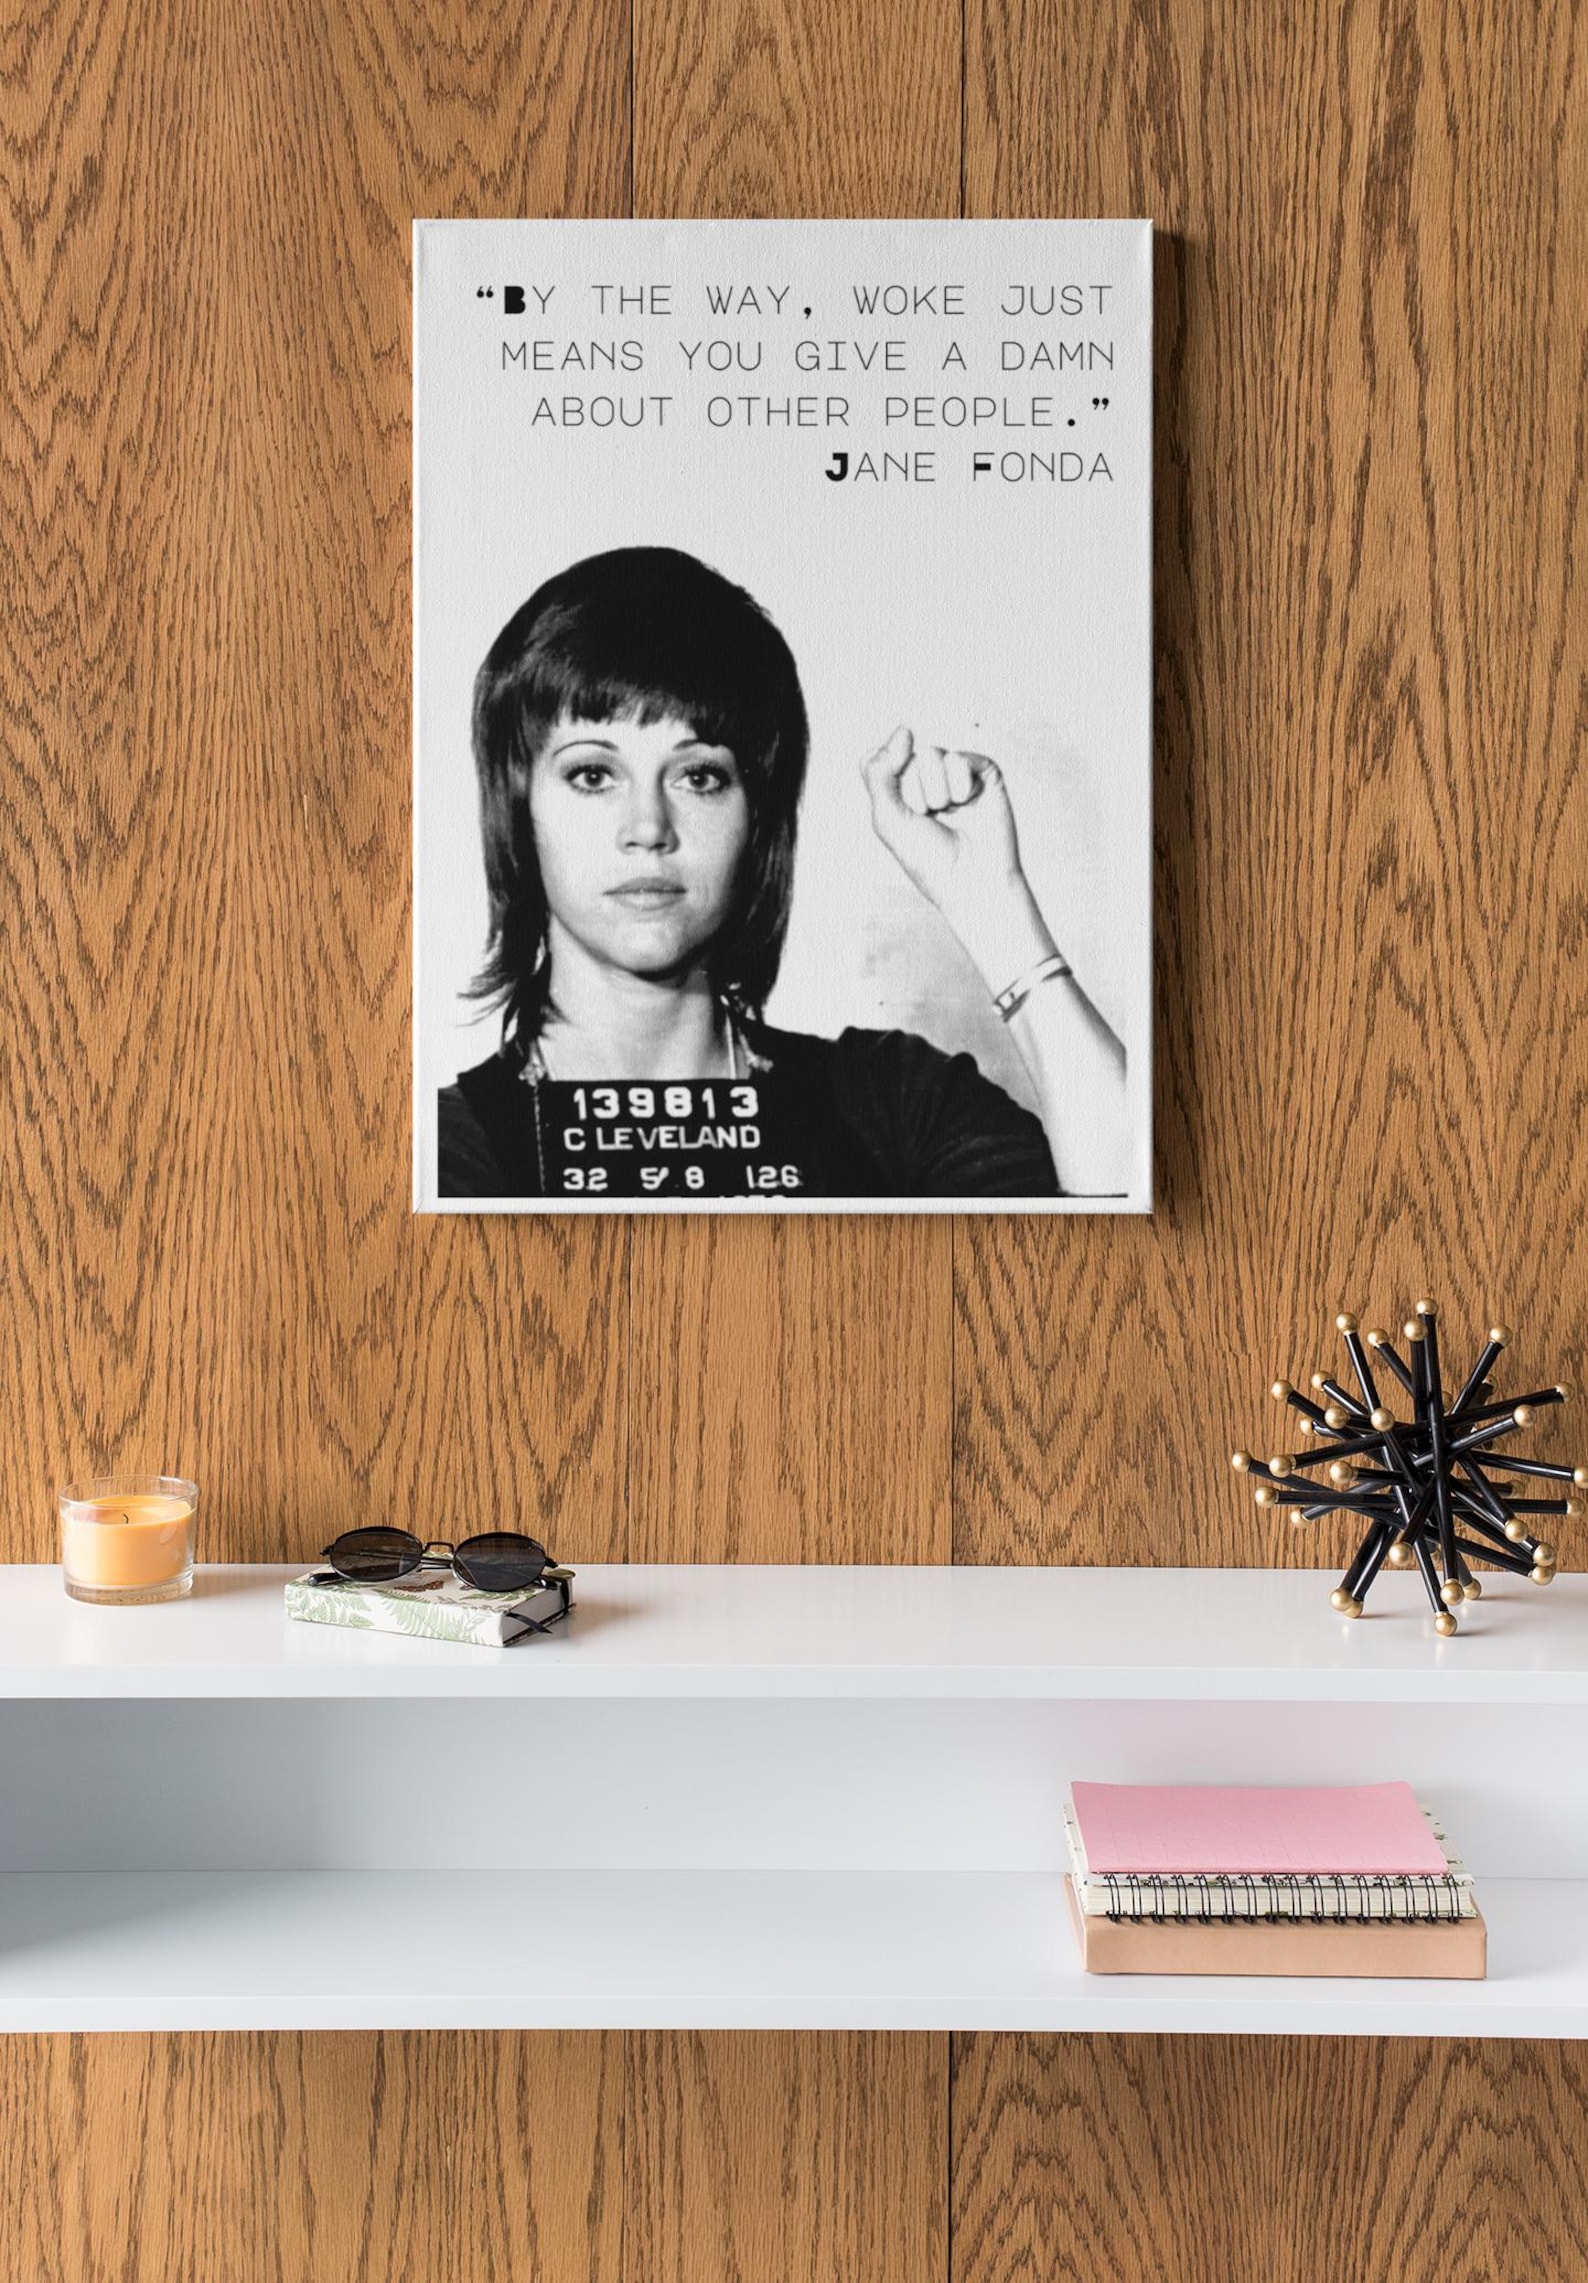 “BY THE WAY, WOKE JUST
MEANS YOU GIVE A DAMN
ABOUT OTHER PEOPLE.”
JANE FONDA
139813
CLEVELAND
32 5/8 126